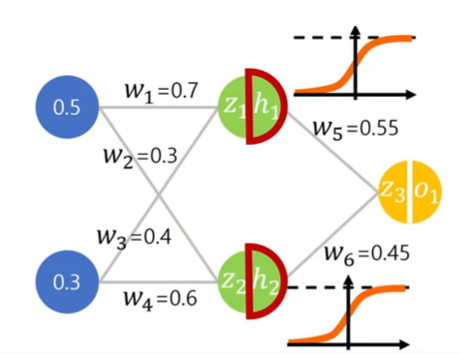 w₁=0.7
0.5
z₁ h₁
w₅=0.55
w₂=0.3
z₃ o₁
w₃=0.4
w₆=0.45
0.3
z₂ h₂
w₄=0.6